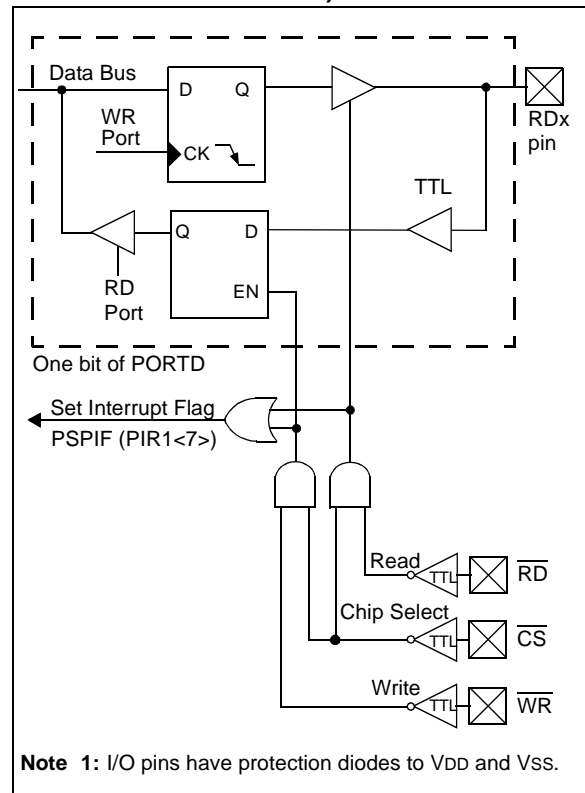 Data Bus
D Q
WR
Port
CK
RDx
pin
TTL
Q D
RD
Port
EN
One bit of PORTD
Set Interrupt Flag
PSPIF (PIR1<7>)
Read
TTL
RD
Chip Select
TTL
CS
Write
TTL
WR
Note 1: I/O pins have protection diodes to VDD and VSS.